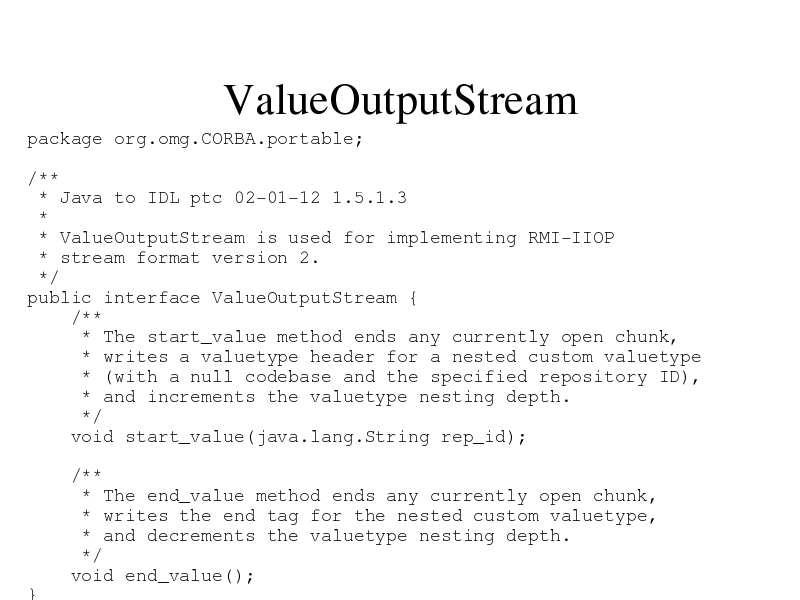 ValueOutputStream
package org.omg.CORBA.portable;
/**
 * Java to IDL ptc 02-01-12 1.5.1.3
 *
 * ValueOutputStream is used for implementing RMI-IIOP
 * stream format version 2.
 */
public interface ValueOutputStream {
    /**
     * The start_value method ends any currently open chunk,
     * writes a valuetype header for a nested custom valuetype
     * (with a null codebase and the specified repository ID),
     * and increments the valuetype nesting depth.
     */
    void start_value(java.lang.String rep_id);
    /**
     * The end_value method ends any currently open chunk,
     * writes the end tag for the nested custom valuetype,
     * and decrements the valuetype nesting depth.
     */
    void end_value();
}